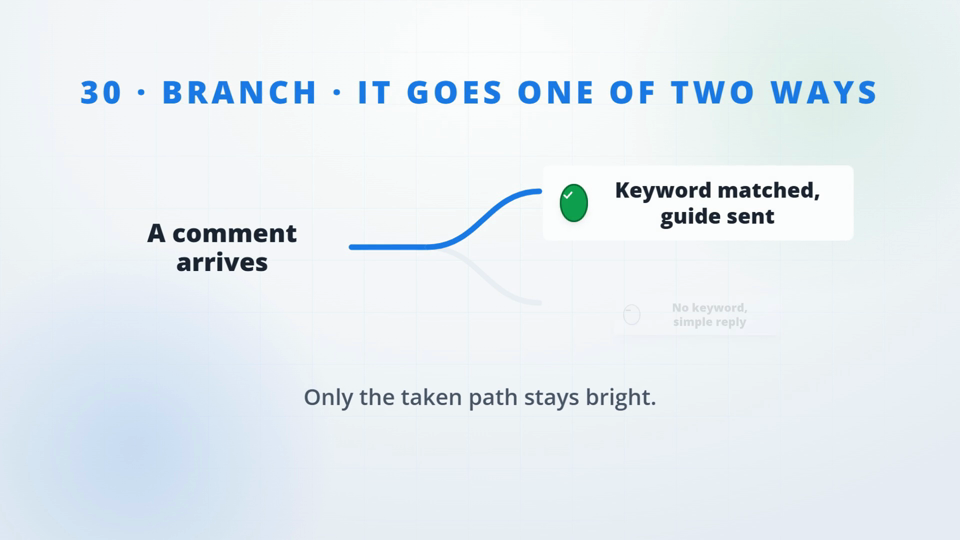 30 · BRANCH · IT GOES ONE OF TWO WAYS
A comment
arrives
Keyword matched,
guide sent
No keyword,
simple reply
Only the taken path stays bright.